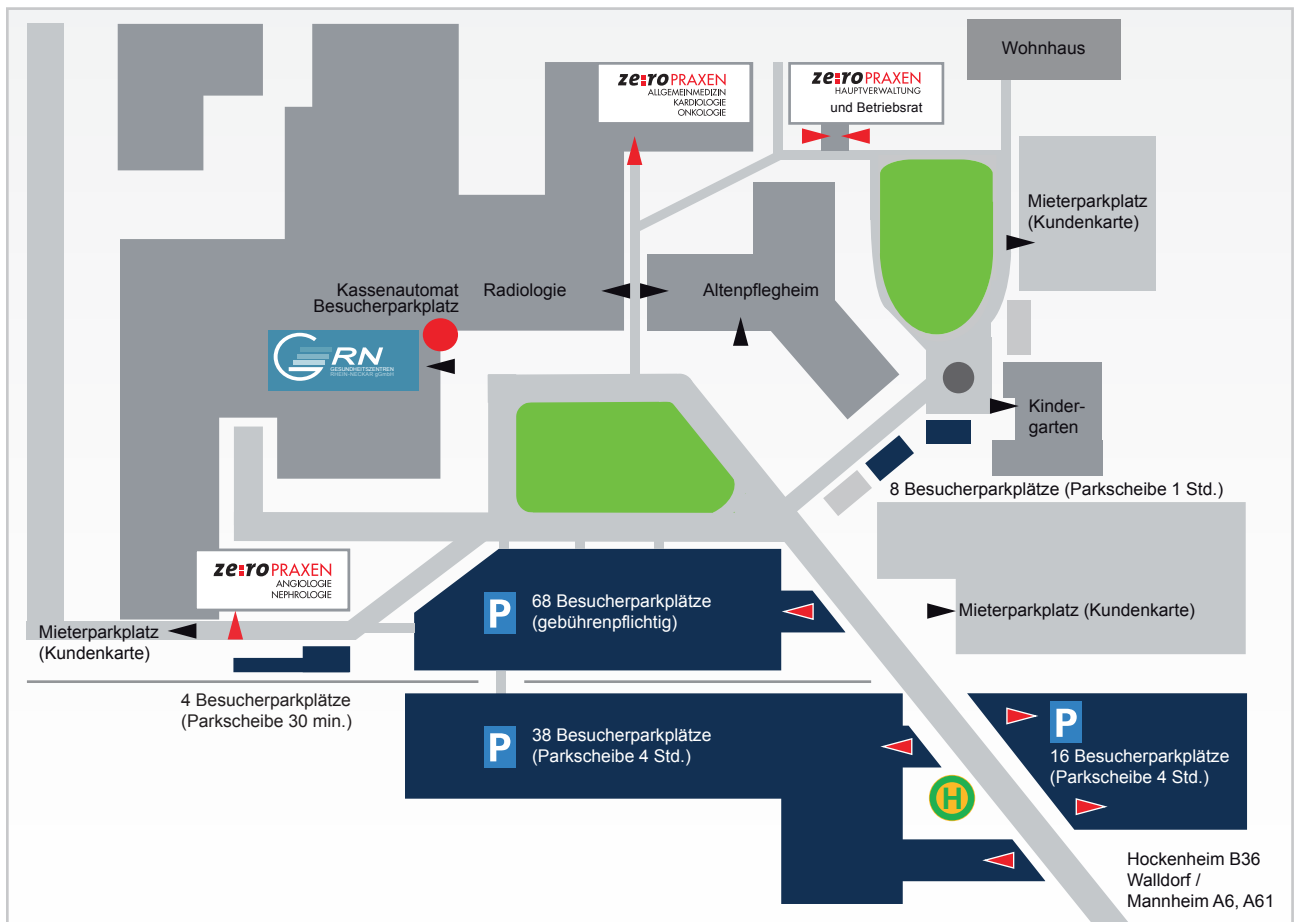 Wohnhaus
ze:ro PRAXEN
ALLGEMEINMEDIZIN
KARDIOLOGIE
ONKOLOGIE
ze:ro PRAXEN
HAUPTVERWALTUNG
und Betriebsrat
Mieterparkplatz
(Kundenkarte)
Kassenautomat
Besucherparkplatz
Radiologie
Altenpflegheim
GRN
GESUNDHEITSZENTREN
RHEIN-NECKAR gGmbH
Kinder-
garten
8 Besucherparkplätze (Parkscheibe 1 Std.)
ze:ro PRAXEN
ANGIOLOGIE
NEPHROLOGIE
P
68 Besucherparkplätze
(gebührenpflichtig)
Mieterparkplatz (Kundenkarte)
Mieterparkplatz
(Kundenkarte)
4 Besucherparkplätze
(Parkscheibe 30 min.)
P
38 Besucherparkplätze
(Parkscheibe 4 Std.)
P
16 Besucherparkplätze
(Parkscheibe 4 Std.)
H
Hockenheim B36
Walldorf /
Mannheim A6, A61